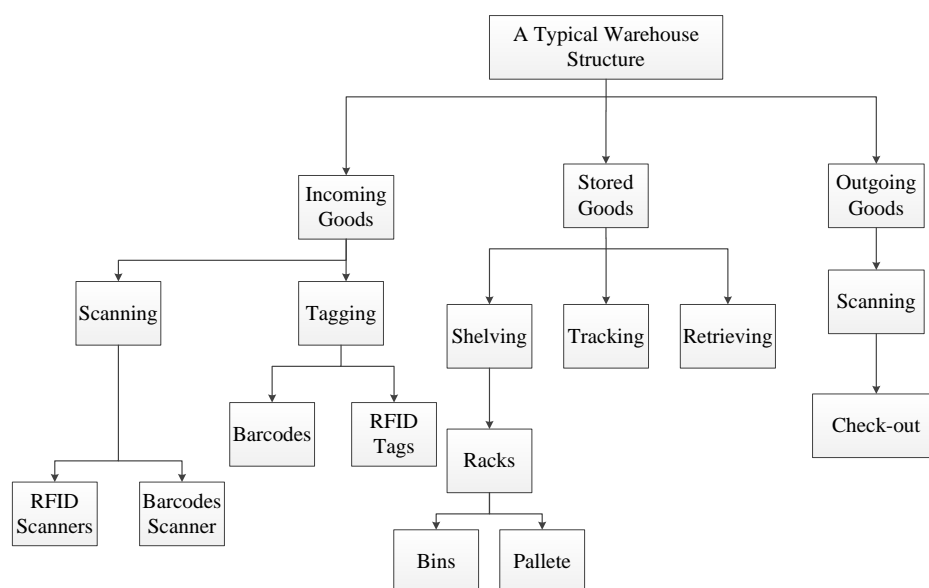 A Typical Warehouse
Structure
Incoming
Goods
Stored
Goods
Outgoing
Goods
Scanning
Tagging
Shelving
Tracking
Retrieving
Scanning
Barcodes
RFID
Tags
Racks
Check-out
RFID
Scanners
Barcodes
Scanner
Bins
Pallete